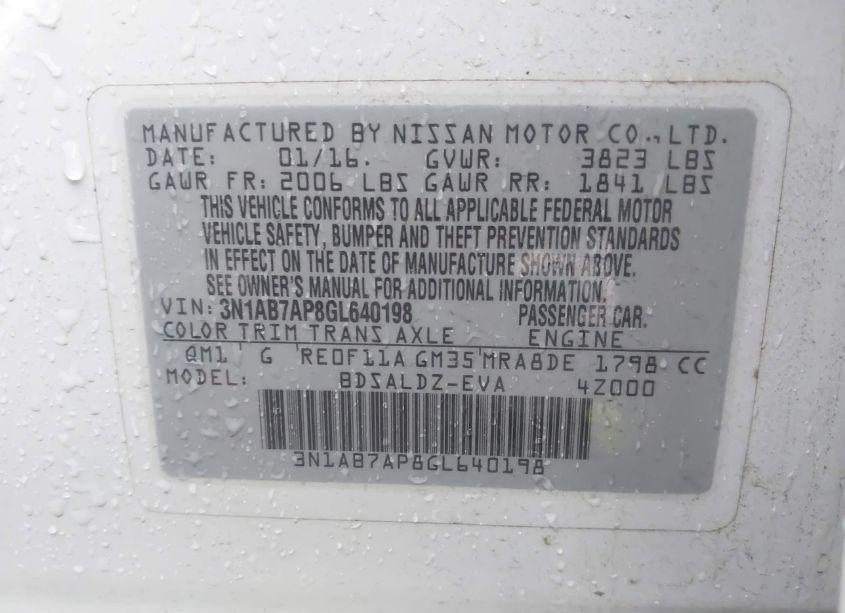 MANUFACTURED BY NISSAN MOTOR CO., LTD.
DATE: 01/16. GVWR: 3823 LBS
GAWR FR: 2006 LBS GAWR RR: 1841 LBS
THIS VEHICLE CONFORMS TO ALL APPLICABLE FEDERAL MOTOR
VEHICLE SAFETY, BUMPER AND THEFT PREVENTION STANDARDS
IN EFFECT ON THE DATE OF MANUFACTURE SHOWN ABOVE.
SEE OWNER'S MANUAL FOR ADDITIONAL INFORMATION.
VIN: 3N1AB7AP8GL640198 PASSENGER CAR.
COLOR TRIM TRANS AXLE ENGINE
QM1 G RE0F11A GM35 MRA8DE 1798 CC
MODEL: BDSALDZ-EVA 4Z000
3N1AB7AP8GL640198